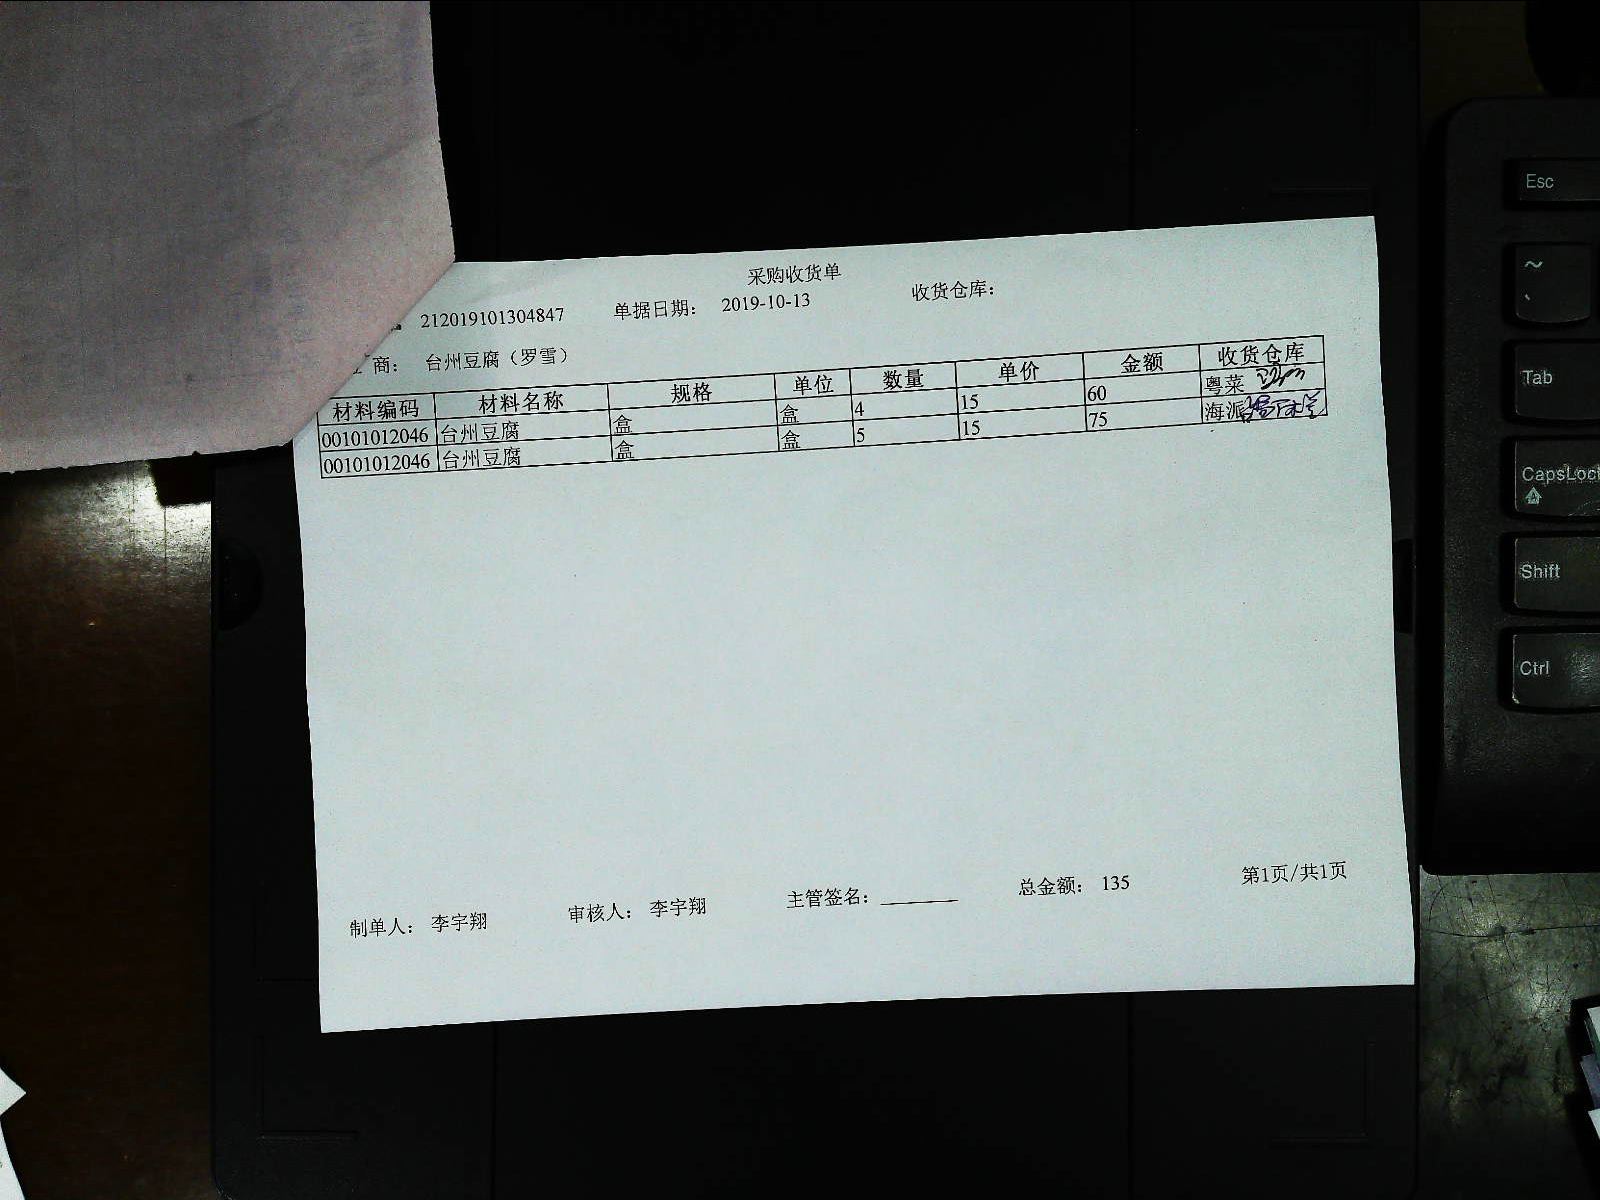 采购收货单
212019101304847 单据日期： 2019-10-13 收货仓库：
商： 台州豆腐（罗雪）
材料编码 材料名称 规格 单位 数量 单价 金额 收货仓库
00101012046 台州豆腐 盒 盒 4 15 60 粤菜
00101012046 台州豆腐 盒 盒 5 15 75 海派
制单人： 李宇翔 审核人： 李宇翔 主管签名：＿＿＿＿ 总金额： 135 第1页/共1页
Esc
~
Tab
CapsLoc
Shift
Ctrl